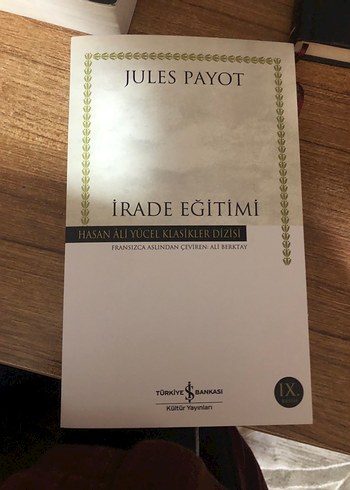 JULES PAYOT
İRADE EĞİTİMİ
HASAN ÂLİ YÜCEL KLASİKLER DİZİSİ
FRANSIZCA ASLINDAN ÇEVİREN: ALİ BERKTAY
TÜRKİYE İŞ BANKASI
Kültür Yayınları
IX.